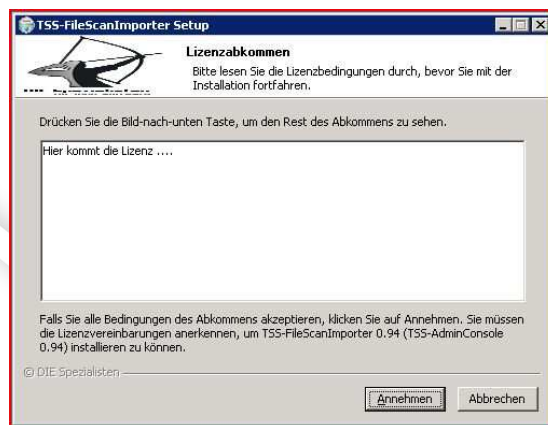 TSS-FileScanImporter Setup
Lizenzabkommen
Bitte lesen Sie die Lizenzbedingungen durch, bevor Sie mit der
Installation fortfahren.
Drücken Sie die Bild-nach-unten Taste, um den Rest des Abkommens zu sehen.
Hier kommt die Lizenz ....
Falls Sie alle Bedingungen des Abkommens akzeptieren, klicken Sie auf Annehmen. Sie müssen
die Lizenzvereinbarungen anerkennen, um TSS-FileScanImporter 0.94 (TSS-AdminConsole
0.94) installieren zu können.
© DIE Spezialisten
Annehmen
Abbrechen